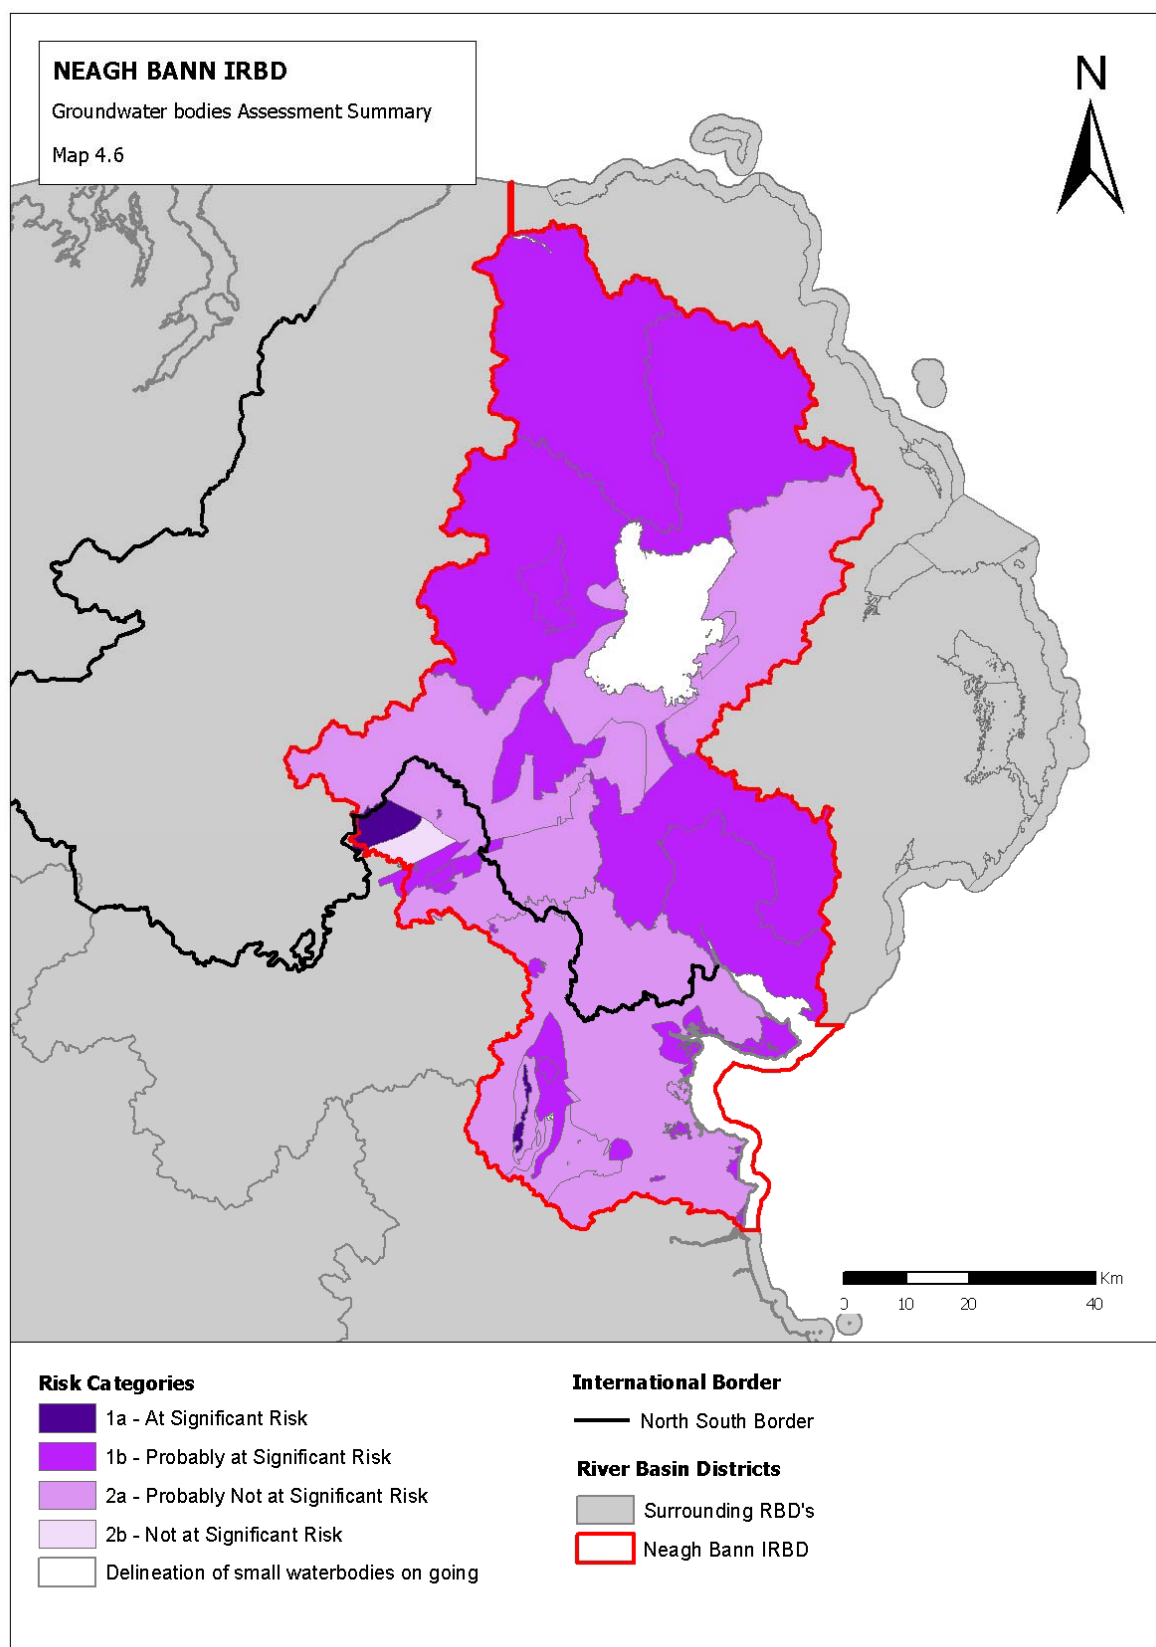 NEAGH BANN IRBD
Groundwater bodies Assessment Summary
Map 4.6
N
Km
0 10 20 40
Risk Categories
1a - At Significant Risk
1b - Probably at Significant Risk
2a - Probably Not at Significant Risk
2b - Not at Significant Risk
Delineation of small waterbodies on going
International Border
North South Border
River Basin Districts
Surrounding RBD's
Neagh Bann IRBD